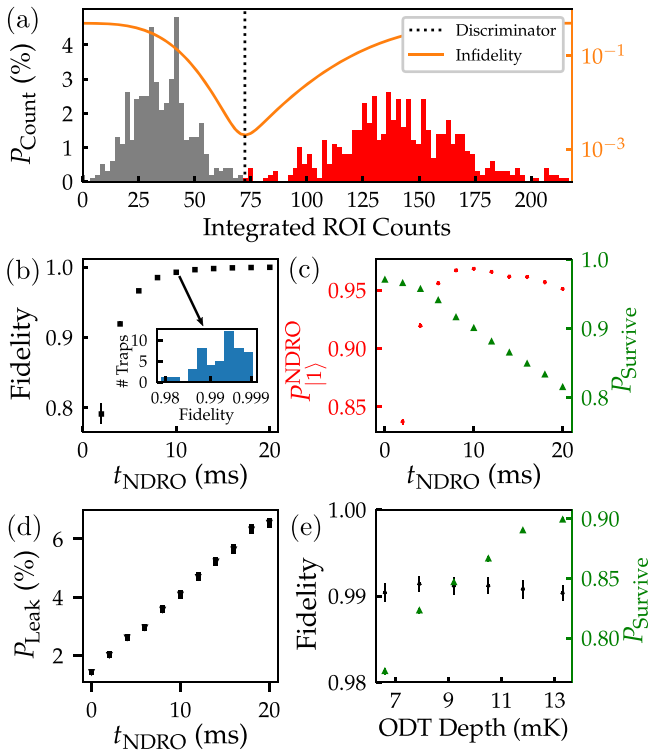 (a)
P_Count (%)
4
3
2
1
0
Discriminator
Infidelity
10^{-1}
10^{-3}
0 25 50 75 100 125 150 175 200
Integrated ROI Counts
(b)
Fidelity
1.0
0.9
0.8
# Traps
10
5
0
0.98 0.99 0.999
Fidelity
0 10 20
t_NDRO (ms)
(c)
P^{NDRO}_{|1⟩}
0.95
0.90
0.85
1.0
0.9
0.8
P_Survive
0 5 10 15 20
t_NDRO (ms)
(d)
P_Leak (%)
6
4
2
0 10 20
t_NDRO (ms)
(e)
Fidelity
1.00
0.99
0.98
0.90
0.85
0.80
P_Survive
7 8 9 11 12 13
ODT Depth (mK)